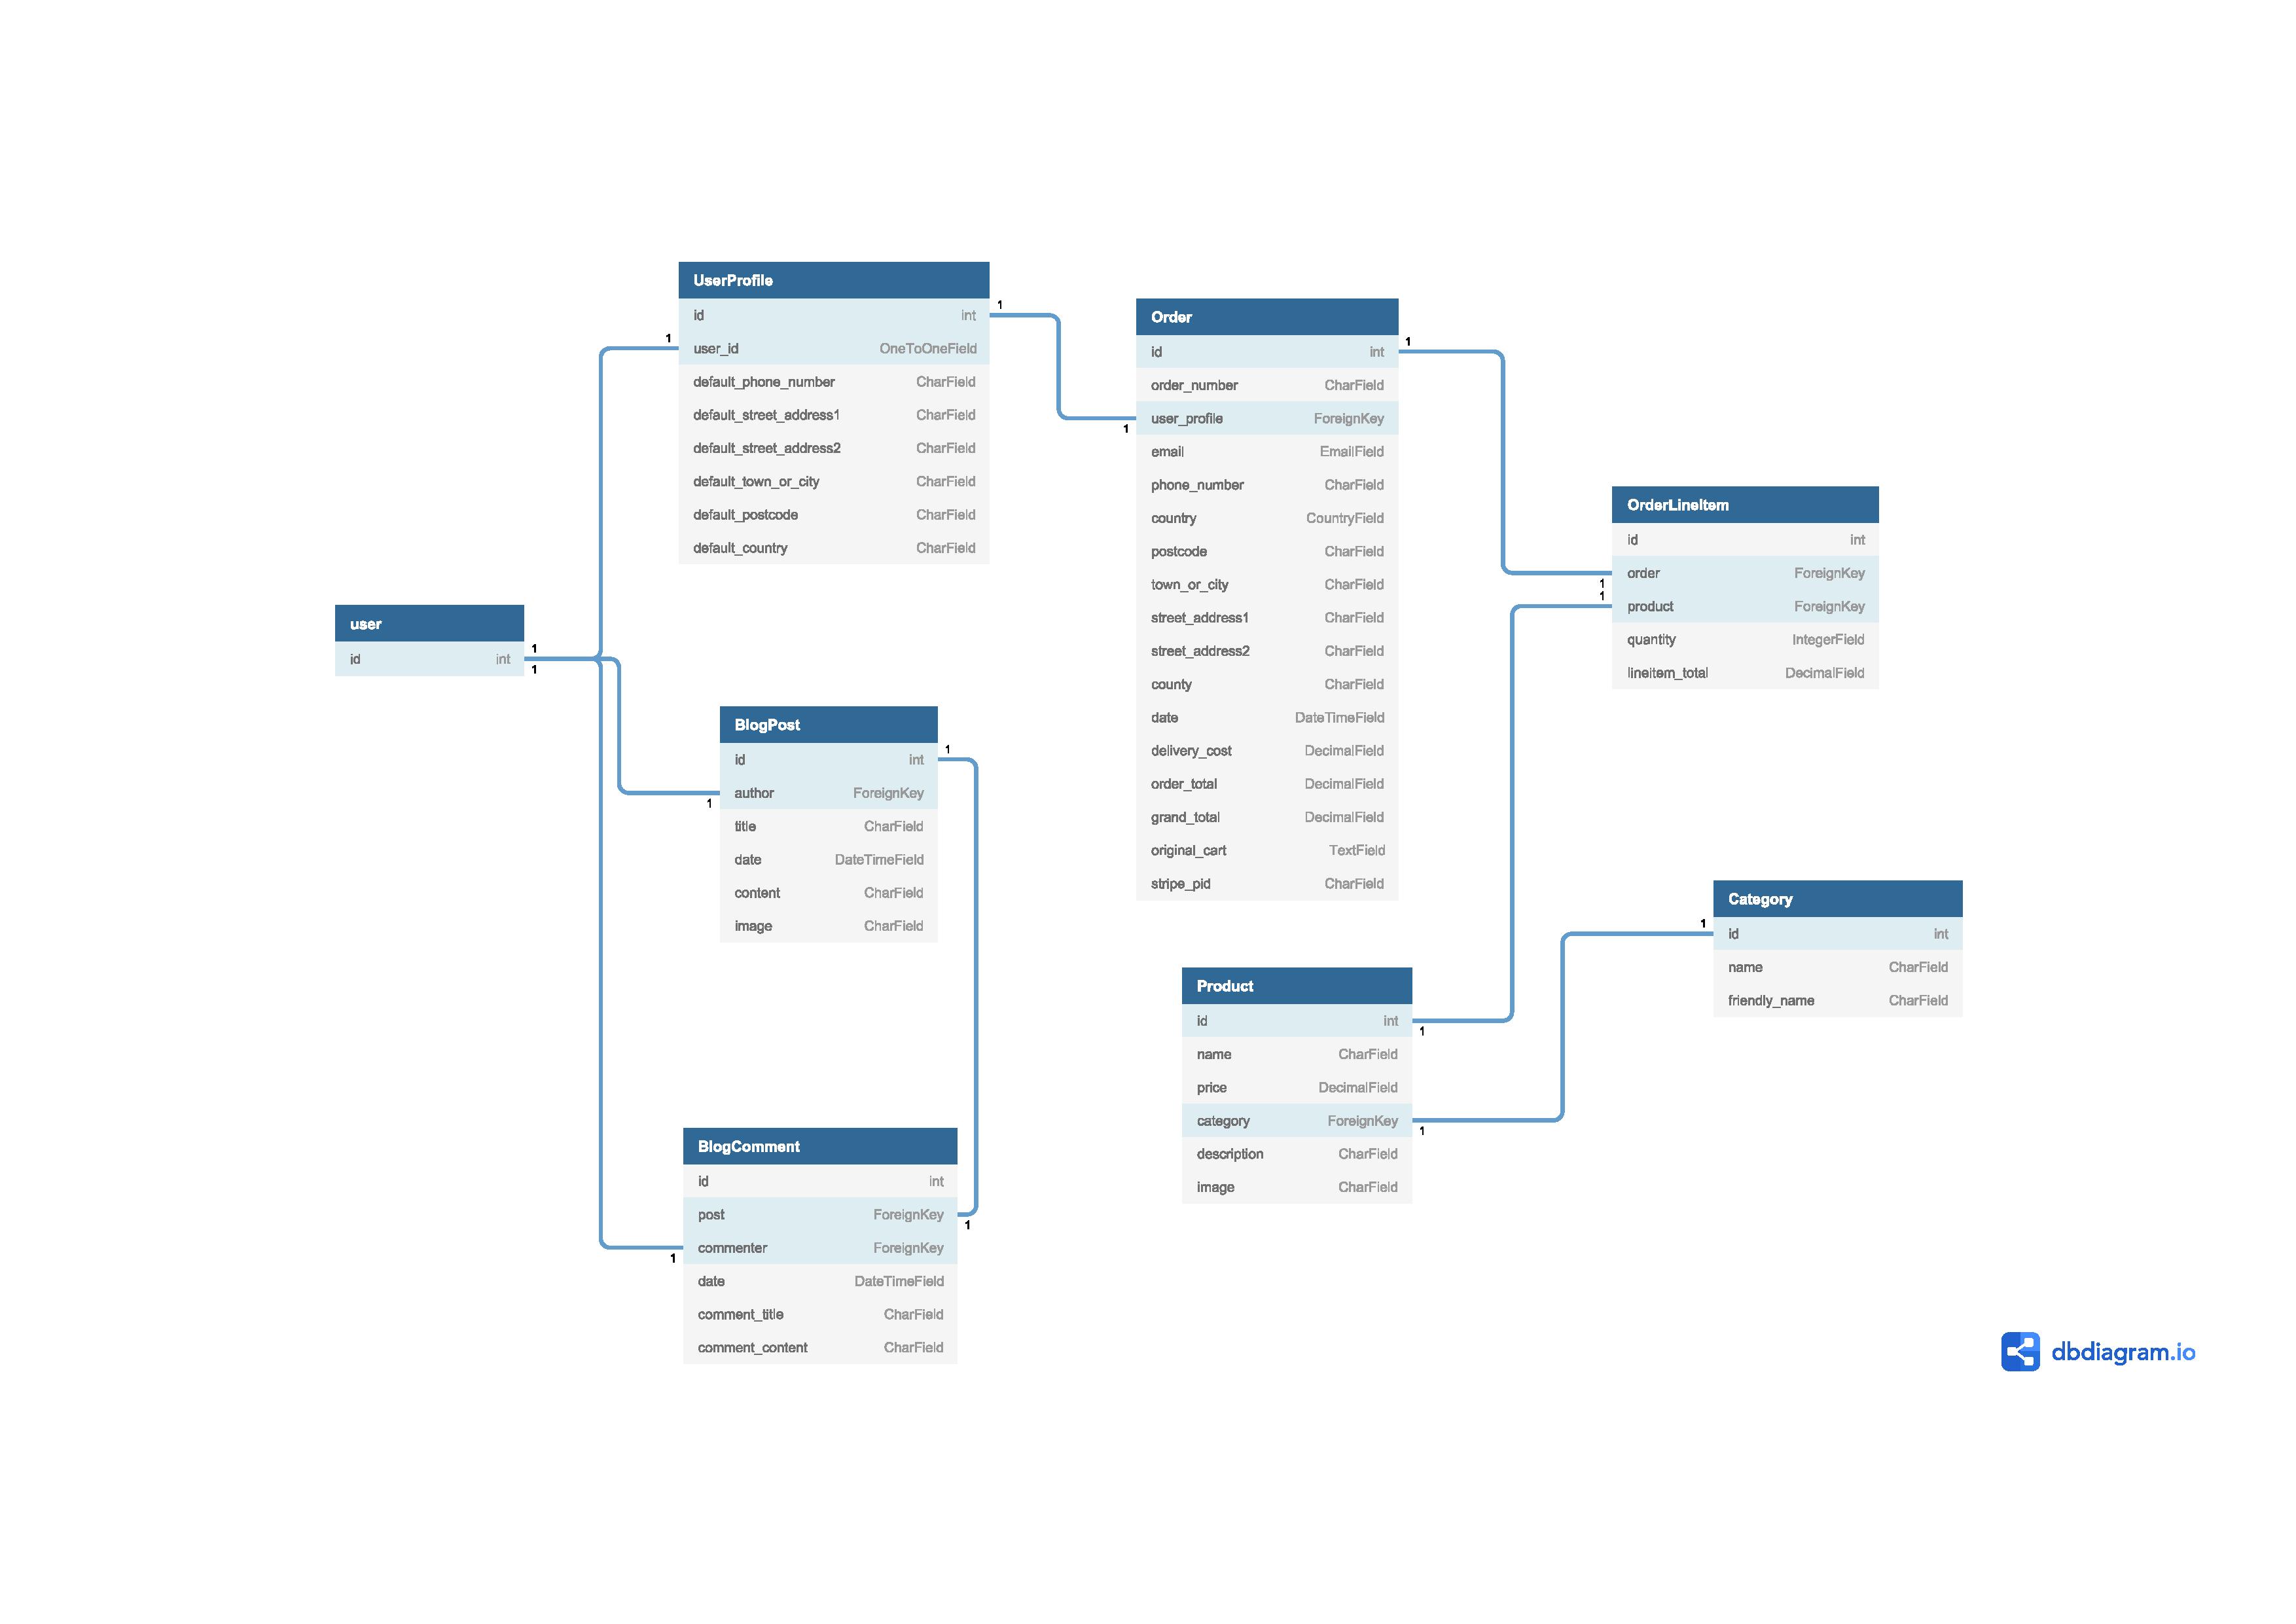 UserProfile
id int
user_id OneToOneField
default_phone_number CharField
default_street_address1 CharField
default_street_address2 CharField
default_town_or_city CharField
default_postcode CharField
default_country CharField
1
1
Order
id int
order_number CharField
user_profile ForeignKey
email EmailField
phone_number CharField
country CountryField
postcode CharField
town_or_city CharField
street_address1 CharField
street_address2 CharField
county CharField
date DateTimeField
delivery_cost DecimalField
order_total DecimalField
grand_total DecimalField
original_cart TextField
stripe_pid CharField
1
1
OrderLineItem
id int
order ForeignKey
product ForeignKey
quantity IntegerField
lineitem_total DecimalField
1
1
user
id int
1
1
BlogPost
id int
author ForeignKey
title CharField
date DateTimeField
content CharField
image CharField
1
1
Category
id int
name CharField
friendly_name CharField
1
Product
id int
name CharField
price DecimalField
category ForeignKey
description CharField
image CharField
1
1
BlogComment
id int
post ForeignKey
commenter ForeignKey
date DateTimeField
comment_title CharField
comment_content CharField
1
1
dbdiagram.io